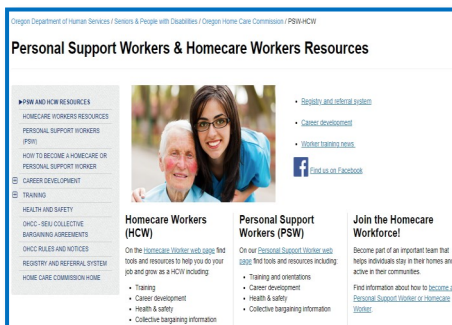 Oregon Department of Human Services / Seniors & People with Disabilities / Oregon Home Care Commission / PSW-HCW
Personal Support Workers & Homecare Workers Resources
PSW AND HCW RESOURCES
HOMECARE WORKERS RESOURCES
PERSONAL SUPPORT WORKERS
(PSW)
HOW TO BECOME A HOMECARE OR
PERSONAL SUPPORT WORKER
CAREER DEVELOPMENT
TRAINING
HEALTH AND SAFETY
OHCC - SEIU COLLECTIVE
BARGAINING AGREEMENTS
OHCC RULES AND NOTICES
REGISTRY AND REFERRAL SYSTEM
HOME CARE COMMISSION HOME
• Registry and referral system
• Career development
• Worker training news
Find us on Facebook
Homecare Workers
(HCW)
On the Homecare Worker web page find
tools and resources to help you do your
job and grow as a HCW including:
• Training
• Career development
• Health & safety
• Collective bargaining information
Personal Support
Workers (PSW)
On our Personal Support Worker web
page find tools and resources including:
• Training and orientations
• Career development
• Health & safety
• Collective bargaining information
Join the Homecare
Workforce!
Become part of an important team that
helps individuals stay in their homes and
active in their communities.
Find information about how to become a
Personal Support Worker or Homecare
Worker.